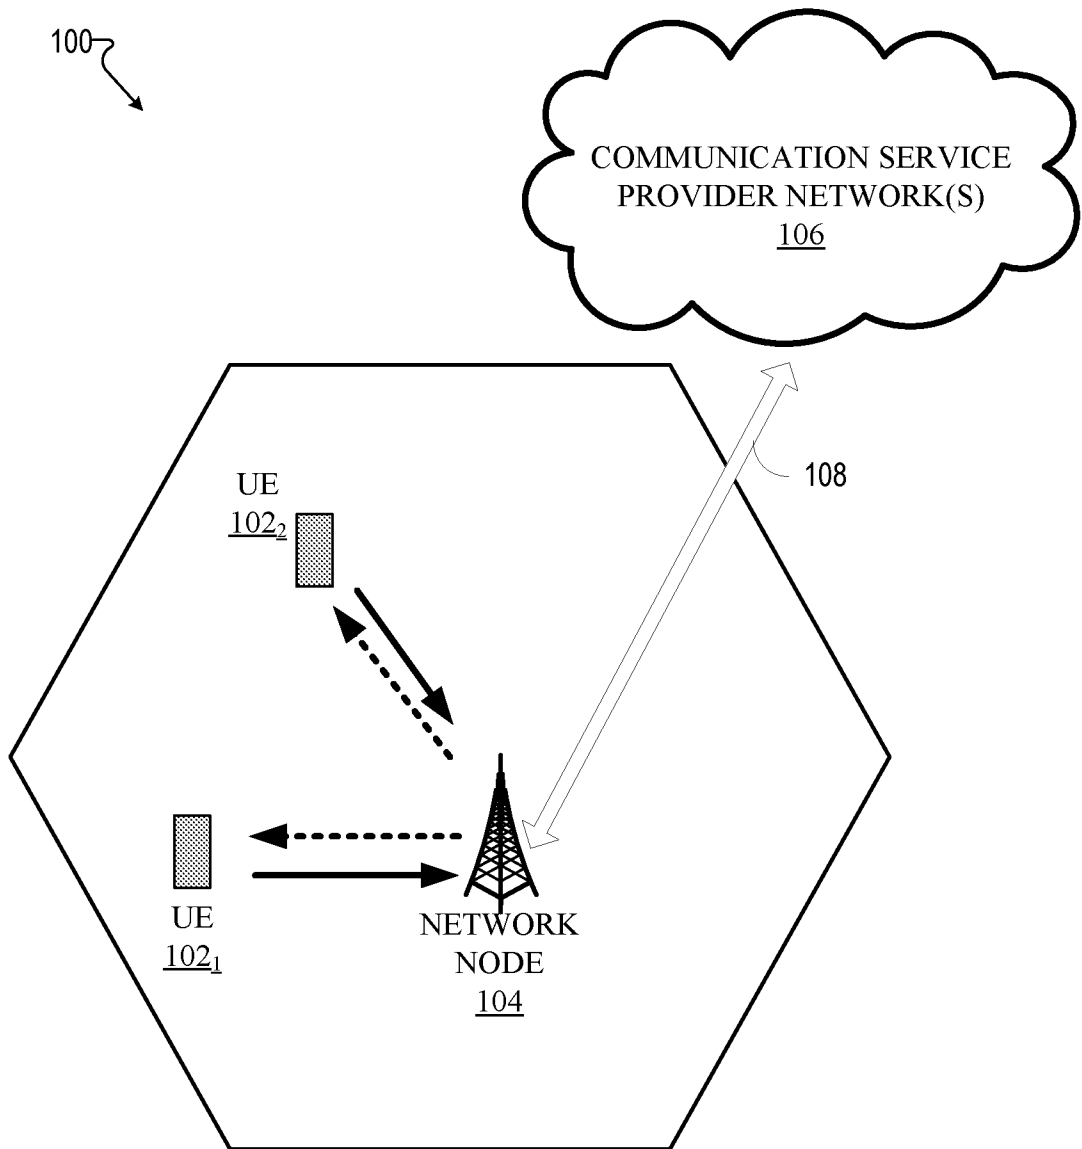 100
COMMUNICATION SERVICE
PROVIDER NETWORK(S)
106
108
UE
102₂
UE
102₁
NETWORK
NODE
104